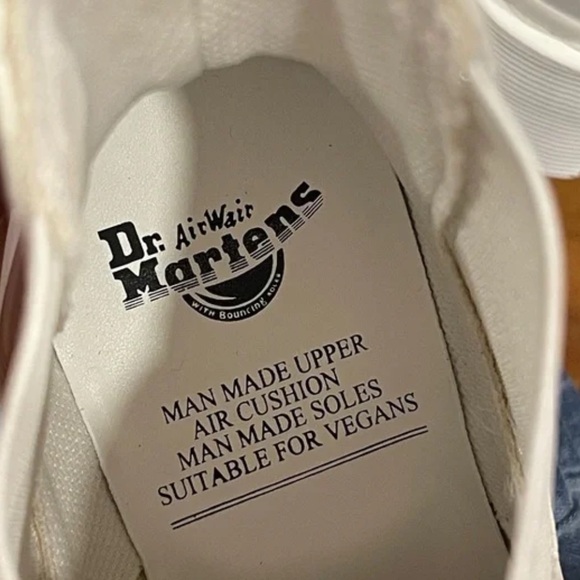 Dr. AirWair
Martens
WITH Bouncing SOLES
MAN MADE UPPER
AIR CUSHION
MAN MADE SOLES
SUITABLE FOR VEGANS